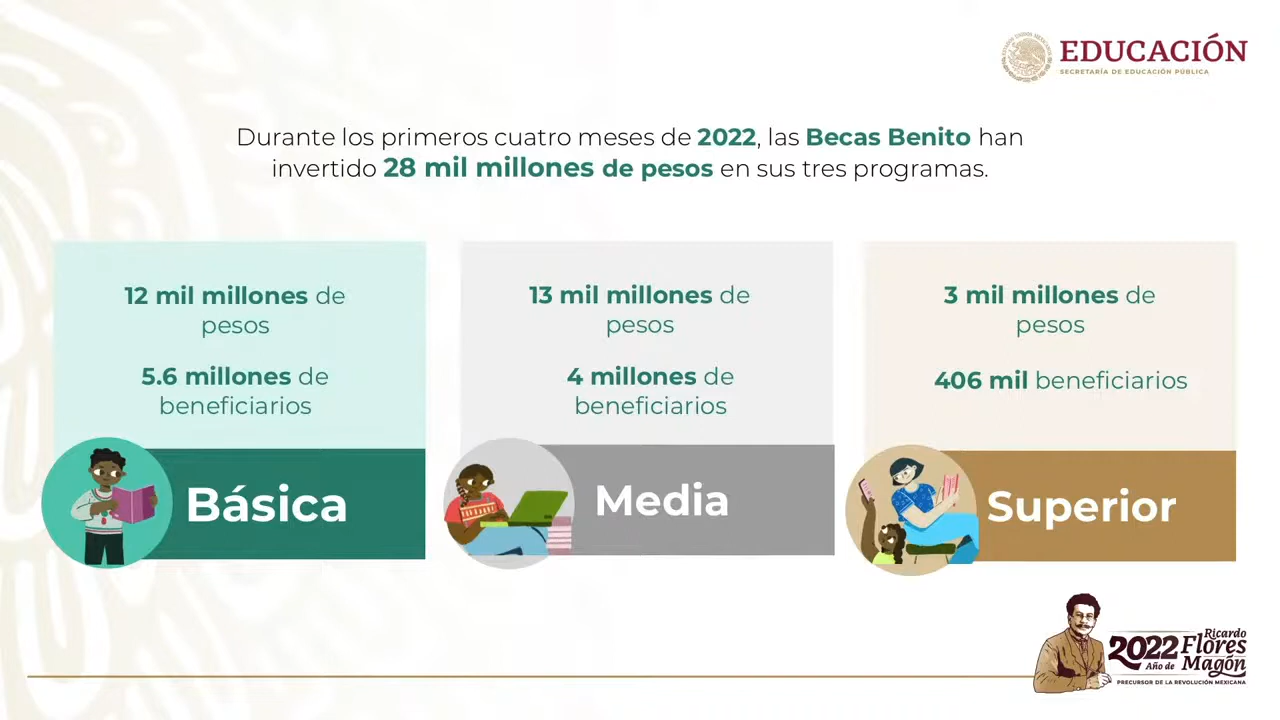 EDUCACIÓN
SECRETARÍA DE EDUCACIÓN PÚBLICA
Durante los primeros cuatro meses de 2022, las Becas Benito han
invertido 28 mil millones de pesos en sus tres programas.
12 mil millones de
pesos
5.6 millones de
beneficiarios
Básica
13 mil millones de
pesos
4 millones de
beneficiarios
Media
3 mil millones de
pesos
406 mil beneficiarios
Superior
2022 Ricardo
Flores
Año de Magón
PRECURSOR DE LA REVOLUCIÓN MEXICANA